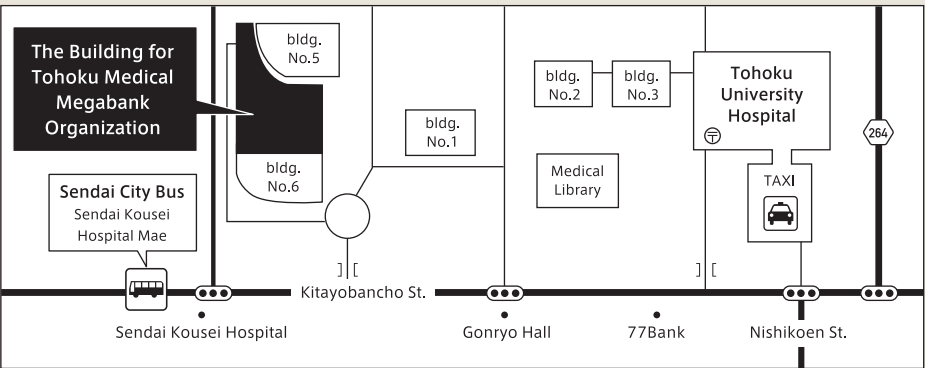 The Building for
Tohoku Medical
Megabank
Organization
bldg.
No.5
bldg.
No.6
bldg.
No.1
bldg.
No.2
bldg.
No.3
Tohoku
University
Hospital
〒
264
Medical
Library
TAXI
Sendai City Bus
Sendai Kousei
Hospital Mae
Kitayobancho St.
Sendai Kousei Hospital
Gonryo Hall
77Bank
Nishikoen St.